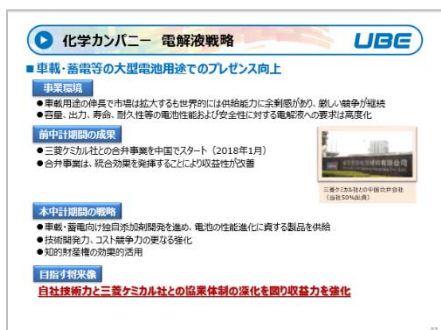 化学カンパニー 電解液戦略
UBE
■車載・蓄電等の大型電池用途でのプレゼンス向上
事業環境
●車載用途の伸長で市場は拡大するも世界的には供給能力に余剰感があり、厳しい競争が継続
●容量、出力、寿命、耐久性等の電池性能および安全性に対する電解液への要求は高度化
前中計期間の成果
●三菱ケミカル社との合弁事業を中国でスタート（2018年1月）
●合弁事業は、統合効果を発揮することにより収益性が改善
三菱ケミカル社との中国合弁会社
（当社50%出資）
本中計期間の戦略
●車載・蓄電向け独自添加剤開発を進め、電池の性能進化に資する製品を供給
●技術開発力、コスト競争力の更なる強化
●知的財産権の効果的活用
目指す将来像
自社技術力と三菱ケミカル社との協業体制の深化を図り収益力を強化